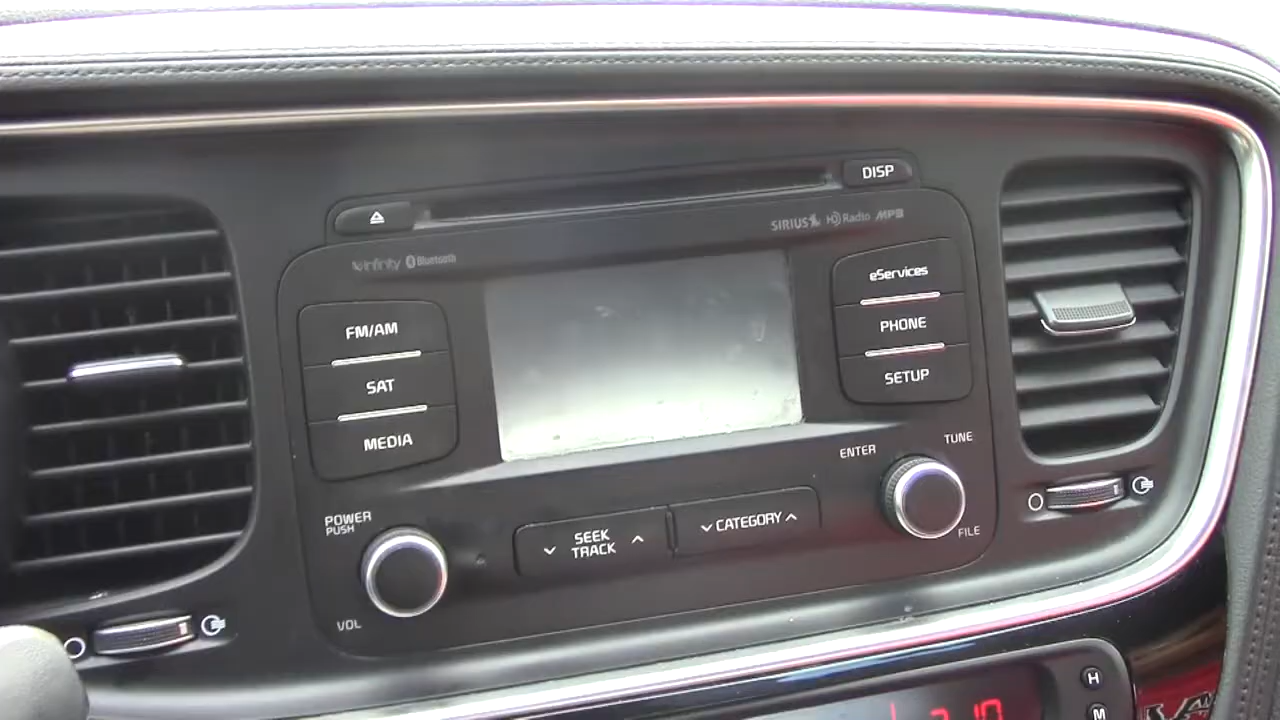 DISP
SIRIUS HD Radio MP3
infinity Bluetooth
eServices
FM/AM
PHONE
SAT
SETUP
MEDIA
ENTER
TUNE
POWER
PUSH
SEEK
TRACK
CATEGORY
FILE
VOL
H
M